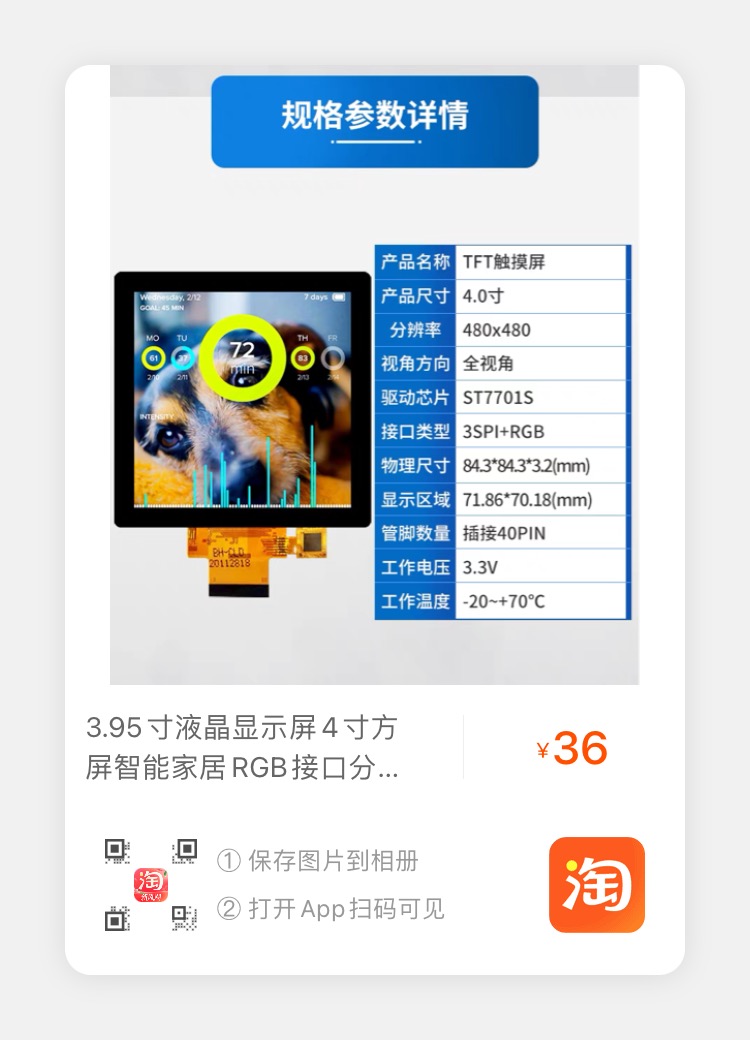 规格参数详情
产品名称 TFT触摸屏
产品尺寸 4.0寸
分辨率 480x480
视角方向 全视角
驱动芯片 ST7701S
接口类型 3SPI+RGB
物理尺寸 84.3*84.3*3.2(mm)
显示区域 71.86*70.18(mm)
管脚数量 插接40PIN
工作电压 3.3V
工作温度 -20~+70℃
Wednesday, 2/12
7 days
GOAL: 45 MIN
MO TU TH FR
61 37 72 83
min
2/11 2/13
INTENSITY
BH-CLD
20112818
3.95寸液晶显示屏4寸方
屏智能家居RGB接口分...
¥36
① 保存图片到相册
② 打开App扫码可见
淘
淘